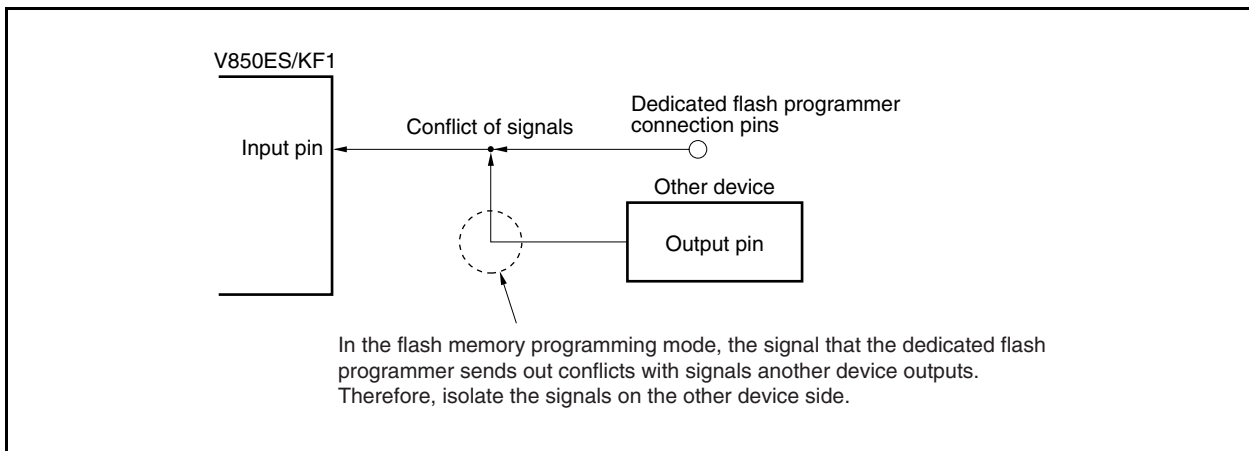 V850ES/KF1
Dedicated flash programmer
connection pins
Conflict of signals
Input pin
Other device
Output pin
In the flash memory programming mode, the signal that the dedicated flash
programmer sends out conflicts with signals another device outputs.
Therefore, isolate the signals on the other device side.